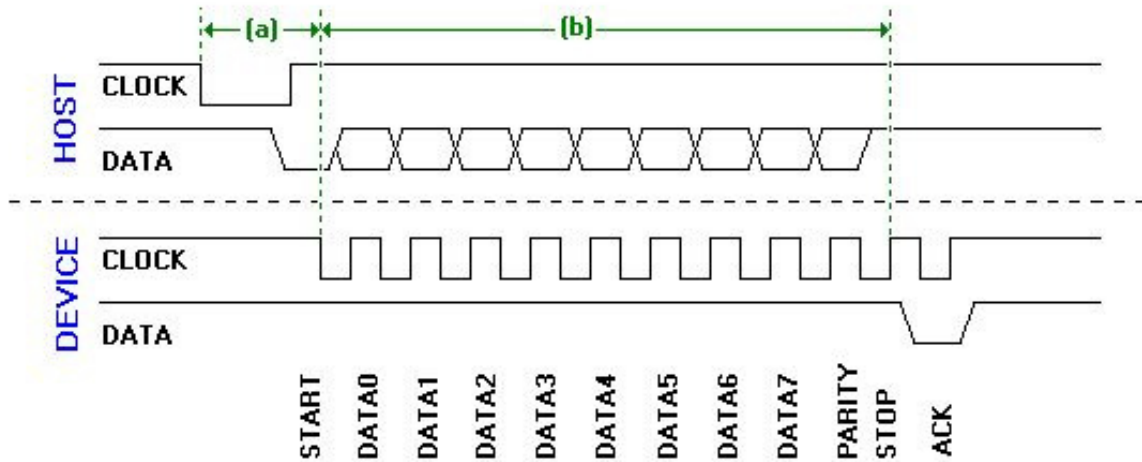 (a)
(b)
HOST
CLOCK
DATA
DEVICE
CLOCK
DATA
START
DATA0
DATA1
DATA2
DATA3
DATA4
DATA5
DATA6
DATA7
PARITY
STOP
ACK